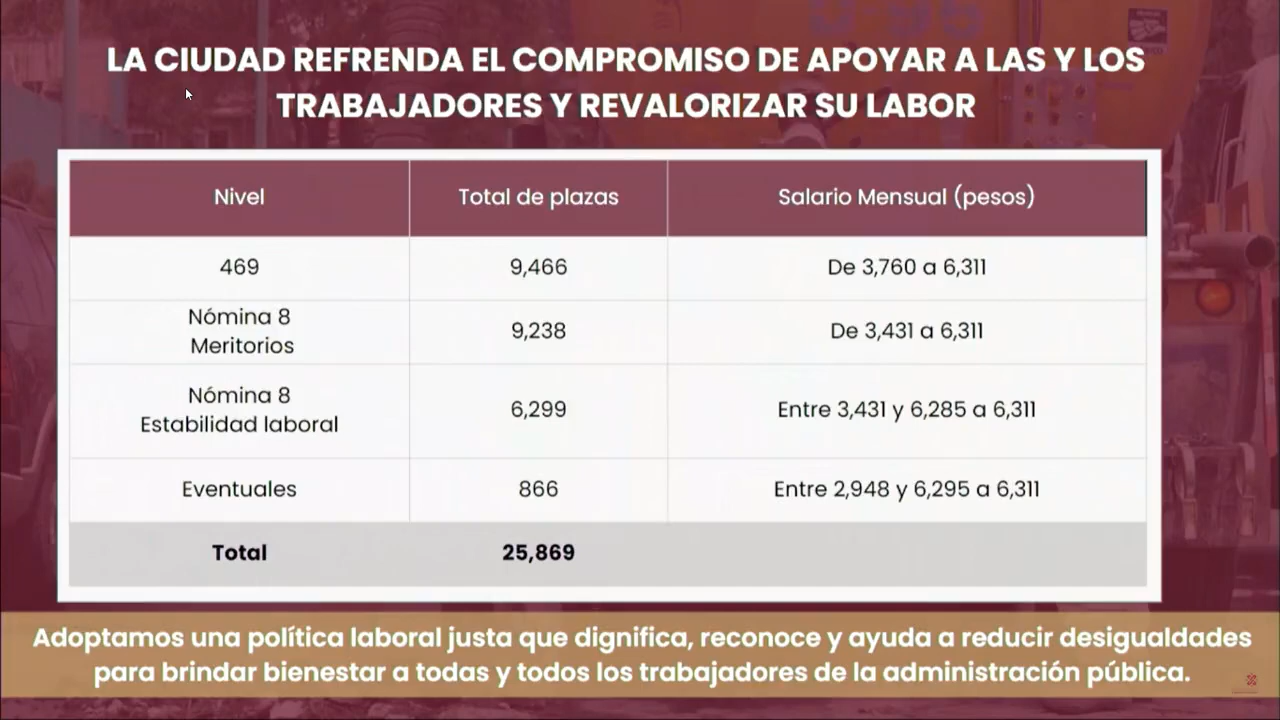 LA CIUDAD REFRENDA EL COMPROMISO DE APOYAR A LAS Y LOS
TRABAJADORES Y REVALORIZAR SU LABOR
Nivel Total de plazas Salario Mensual (pesos)
469 9,466 De 3,760 a 6,311
Nómina 8
Meritorios 9,238 De 3,431 a 6,311
Nómina 8
Estabilidad laboral 6,299 Entre 3,431 y 6,285 a 6,311
Eventuales 866 Entre 2,948 y 6,295 a 6,311
Total 25,869
Adoptamos una política laboral justa que dignifica, reconoce y ayuda a reducir desigualdades
para brindar bienestar a todas y todos los trabajadores de la administración pública.